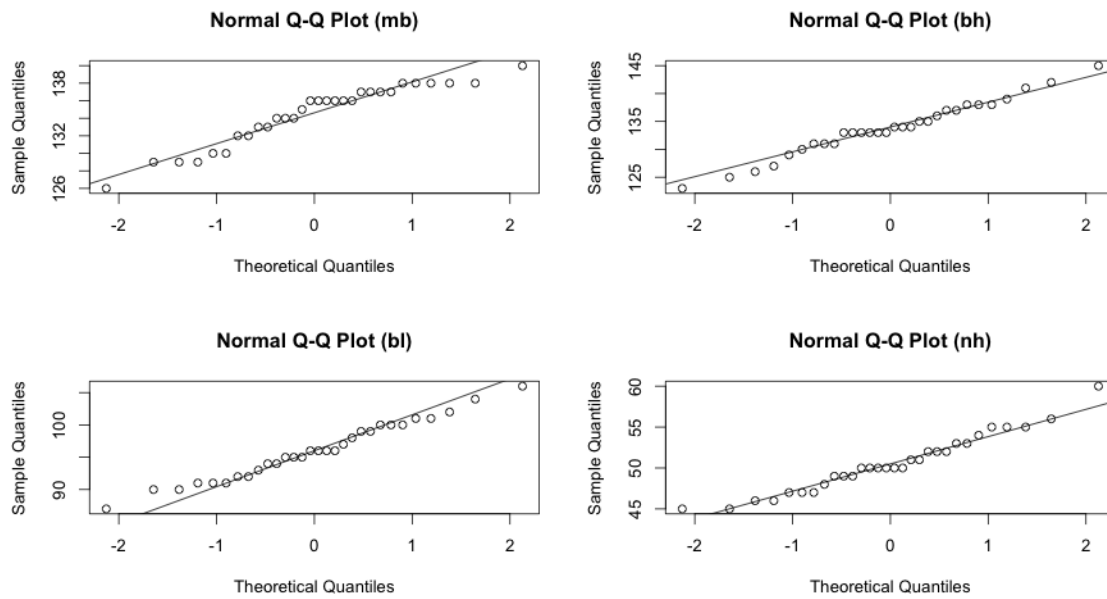 Normal Q-Q Plot (mb)
Sample Quantiles
138
132
126
-2 -1 0 1 2
Theoretical Quantiles
Normal Q-Q Plot (bh)
Sample Quantiles
145
135
125
-2 -1 0 1 2
Theoretical Quantiles
Normal Q-Q Plot (bl)
Sample Quantiles
100
90
-2 -1 0 1 2
Theoretical Quantiles
Normal Q-Q Plot (nh)
Sample Quantiles
60
55
50
45
-2 -1 0 1 2
Theoretical Quantiles